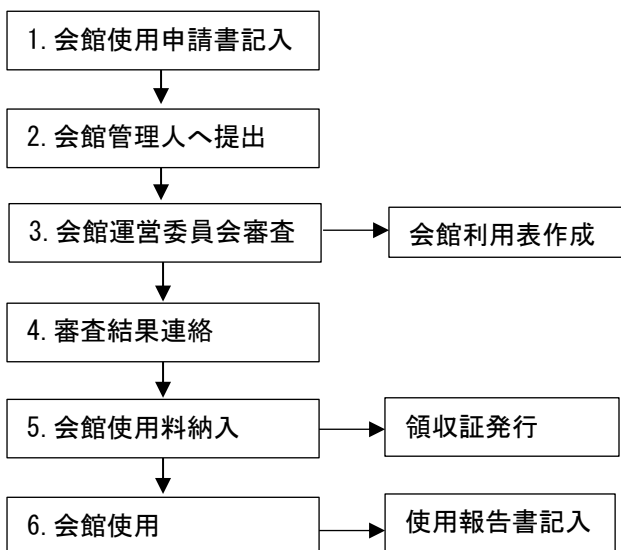 1. 会館使用申請書記入
2. 会館管理人へ提出
3. 会館運営委員会審査
会館利用表作成
4. 審査結果連絡
5. 会館使用料納入
領収証発行
6. 会館使用
使用報告書記入